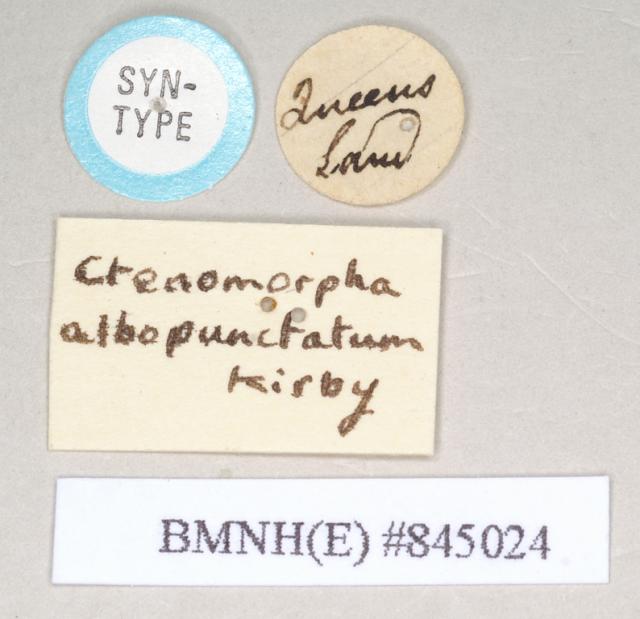 SYN-
TYPE
Queens
Land
Ctenomorpha
albopunctatum
Kirby
BMNH(E) #845024